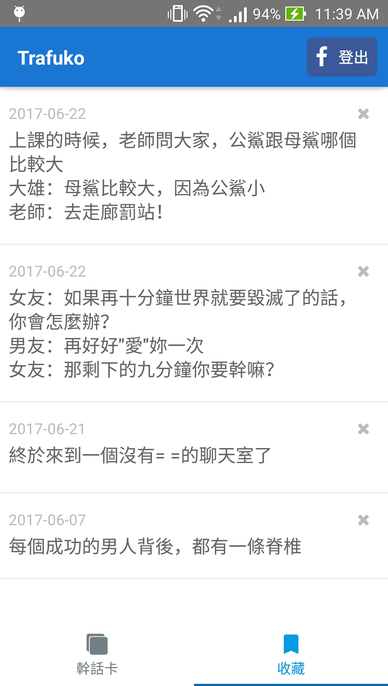 94% 11:39 AM
Trafuko
f 登出
2017-06-22
上課的時候，老師問大家，公鯊跟母鯊哪個
比較大
大雄：母鯊比較大，因為公鯊小
老師：去走廊罰站！
2017-06-22
女友：如果再十分鐘世界就要毀滅了的話，
你會怎麼辦？
男友：再好好"愛"妳一次
女友：那剩下的九分鐘你要幹嘛？
2017-06-21
終於來到一個沒有= =的聊天室了
2017-06-07
每個成功的男人背後，都有一條脊椎
幹話卡
收藏